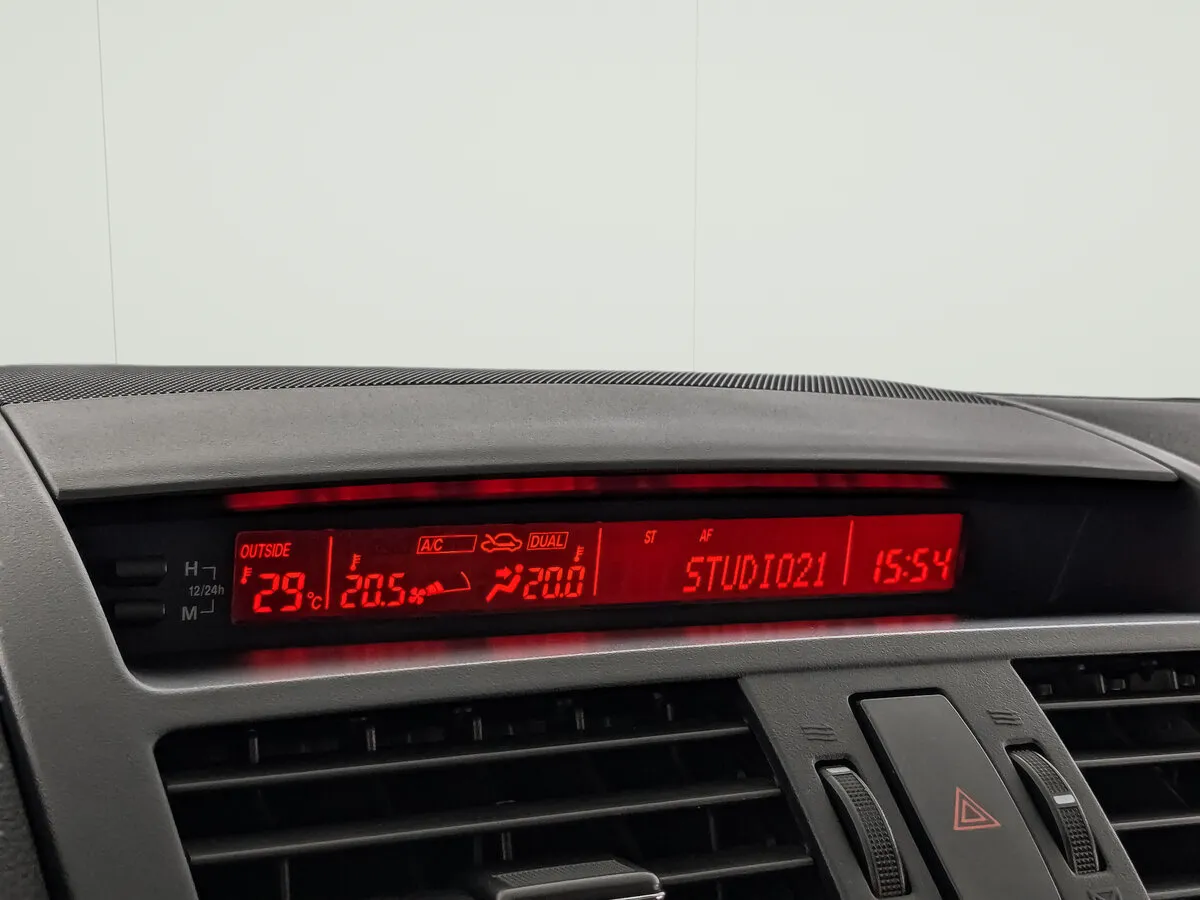 OUTSIDE
29°C
20.5
A/C
DUAL
20.0
ST
AF
STUDIO21
15:54
H
12/24h
M